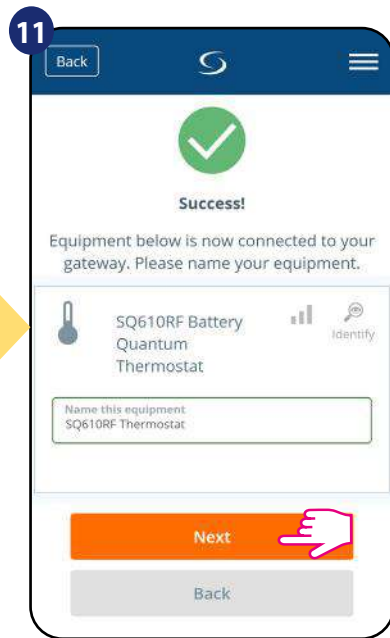 11
Back
Success!
Equipment below is now connected to your
gateway. Please name your equipment.
SQ610RF Battery
Quantum
Thermostat
Identify
Name this equipment
SQ610RF Thermostat
Next
Back